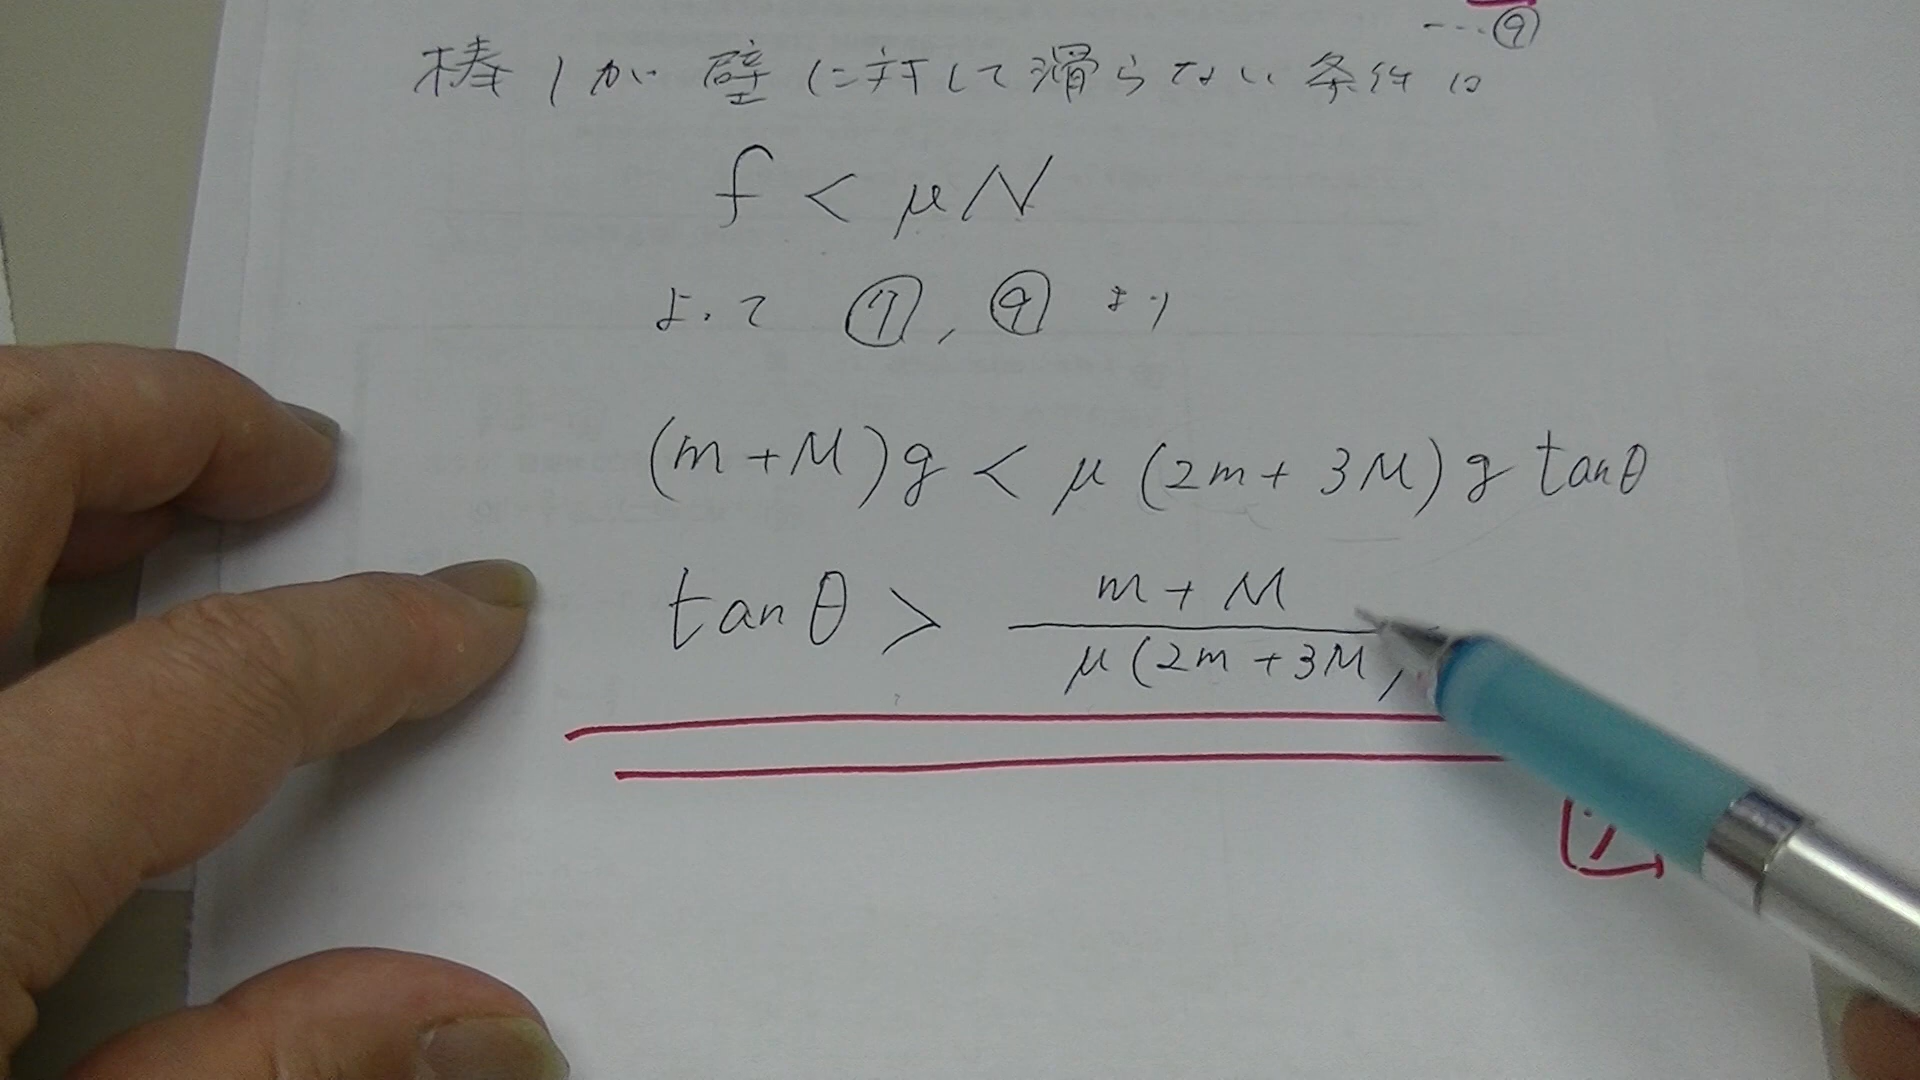 …⑨
棒1が壁に対して滑らない条件は
f < μN
よって ⑦, ⑨ より
(m+M)g < μ(2m+3M)g tanθ
tanθ > \frac{m+M}{μ(2m+3M)}